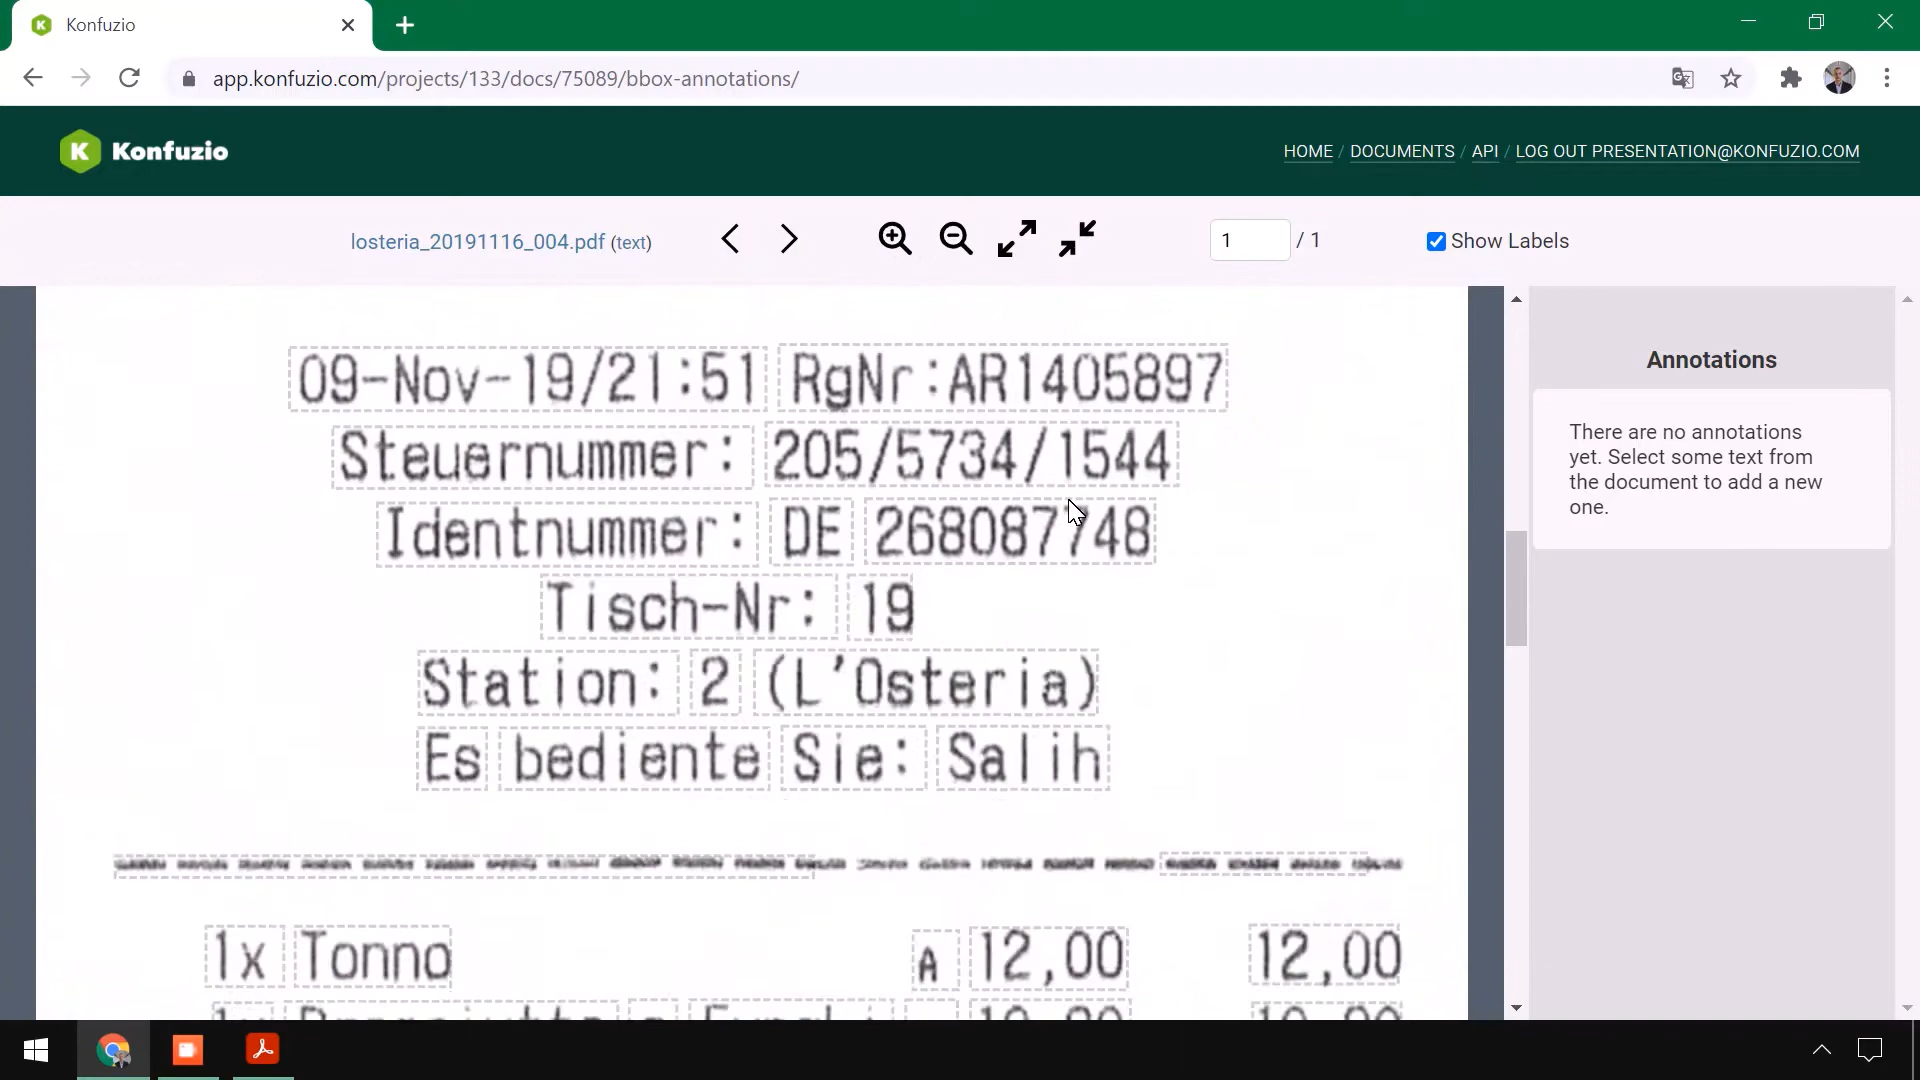 Konfuzio
app.konfuzio.com/projects/133/docs/75089/bbox-annotations/
K Konfuzio
HOME / DOCUMENTS / API / LOG OUT PRESENTATION@KONFUZIO.COM
losteria_20191116_004.pdf (text)
1 / 1
Show Labels
09-Nov-19/21:51 RgNr:AR1405897
Steuernummer: 205/5734/1544
Identnummer: DE 268087748
Tisch-Nr: 19
Station: 2 (L'Osteria)
Es bediente Sie: Salih
1x Tonno A 12,00 12,00
Annotations
There are no annotations
yet. Select some text from
the document to add a new
one.